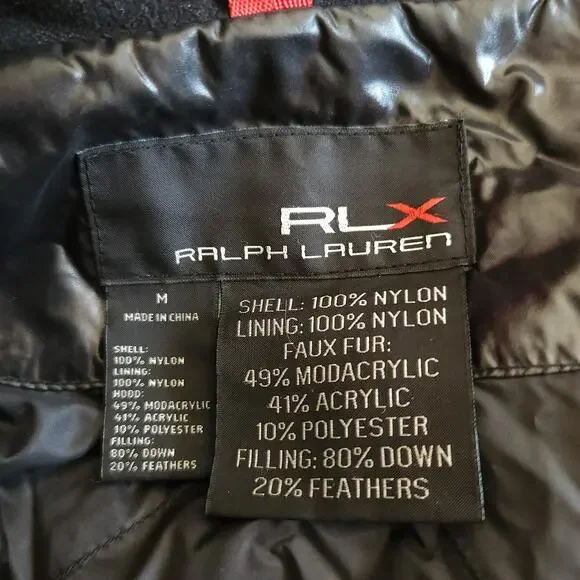 RLX
RALPH LAUREN
M
MADE IN CHINA
SHELL:
100% NYLON
LINING:
100% NYLON
HOOD:
49% MODACRYLIC
41% ACRYLIC
10% POLYESTER
FILLING:
80% DOWN
20% FEATHERS
SHELL: 100% NYLON
LINING: 100% NYLON
FAUX FUR:
49% MODACRYLIC
41% ACRYLIC
10% POLYESTER
FILLING: 80% DOWN
20% FEATHERS